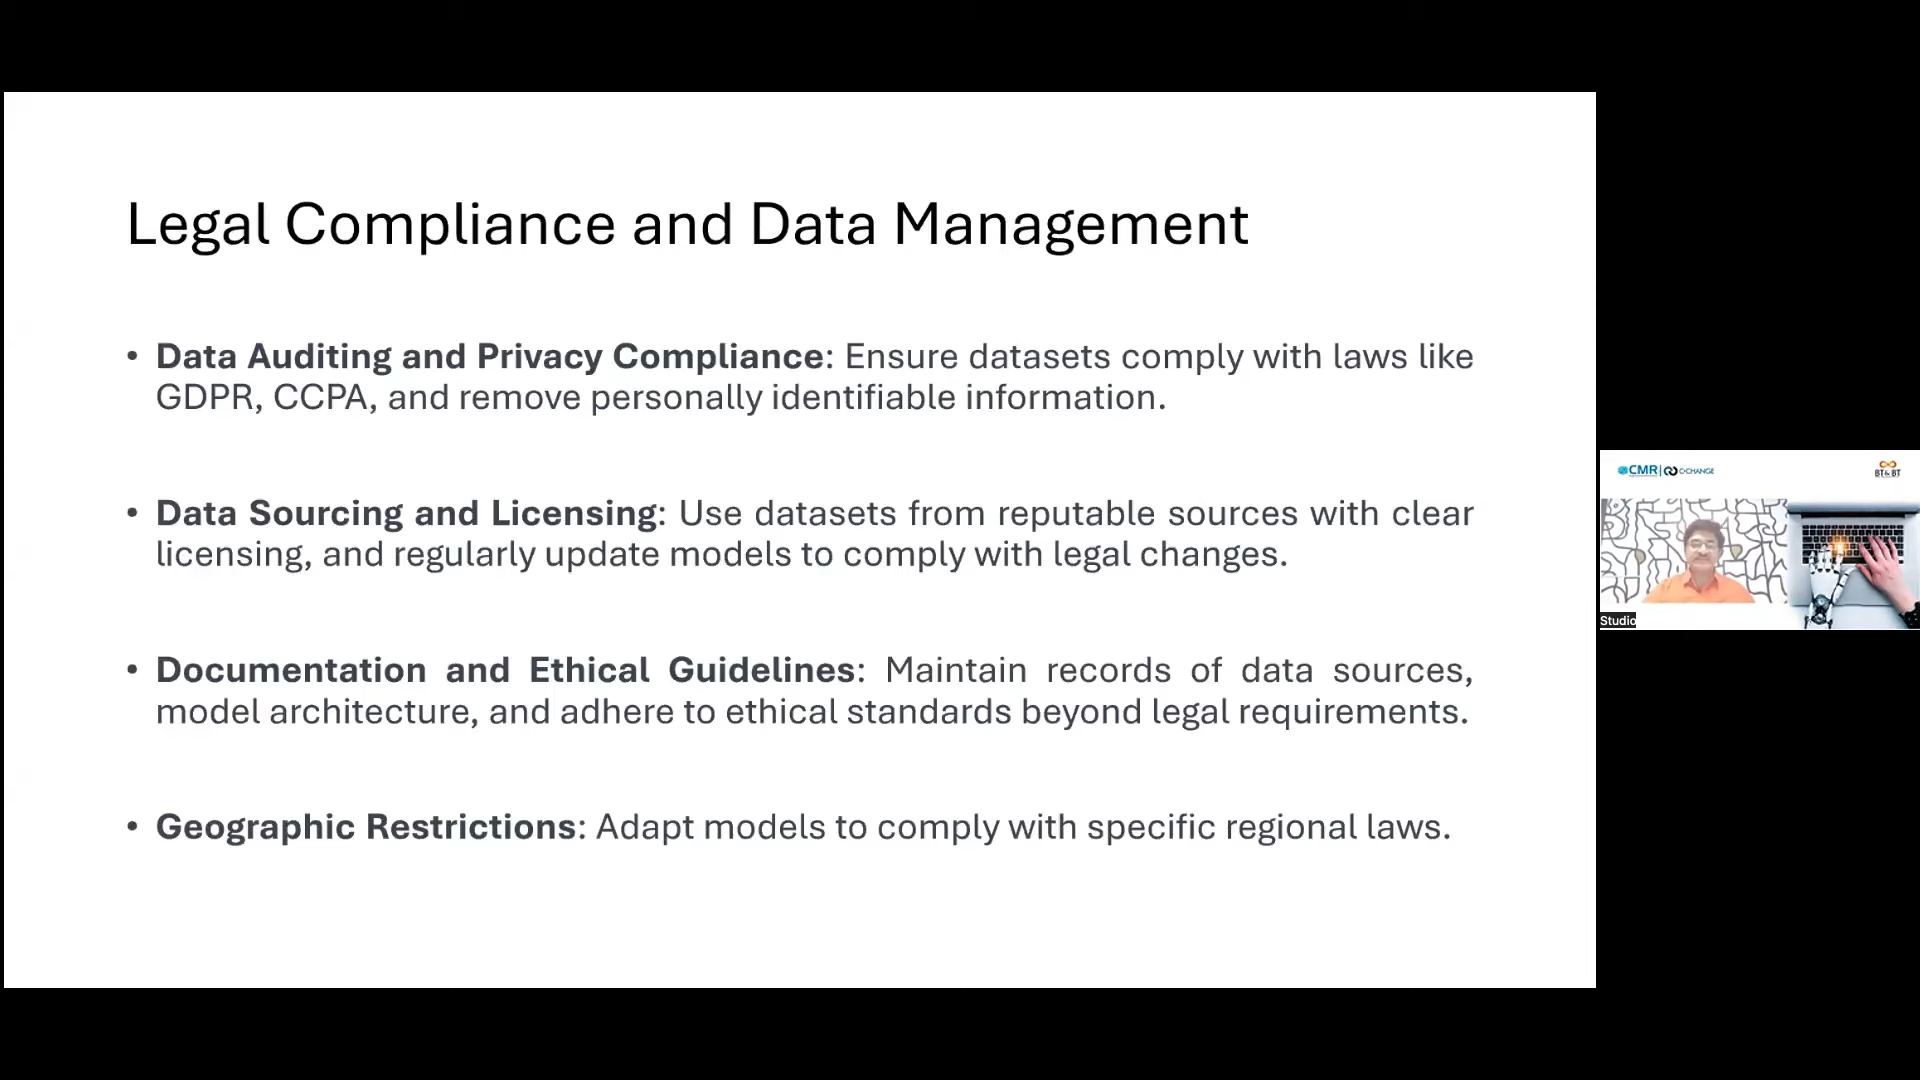 Legal Compliance and Data Management
• Data Auditing and Privacy Compliance: Ensure datasets comply with laws like
GDPR, CCPA, and remove personally identifiable information.
• Data Sourcing and Licensing: Use datasets from reputable sources with clear
licensing, and regularly update models to comply with legal changes.
• Documentation and Ethical Guidelines: Maintain records of data sources,
model architecture, and adhere to ethical standards beyond legal requirements.
• Geographic Restrictions: Adapt models to comply with specific regional laws.
CMR C·CHANGE
BT&BT
Studio